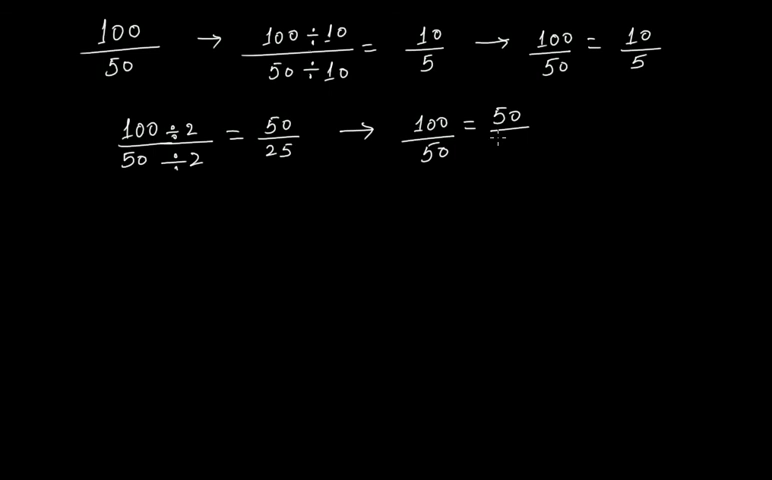 100/50 → 100 ÷ 10/50 ÷ 10 = 10/5 → 100/50 = 10/5
100 ÷ 2/50 ÷ 2 = 50/25 → 100/50 = 50/